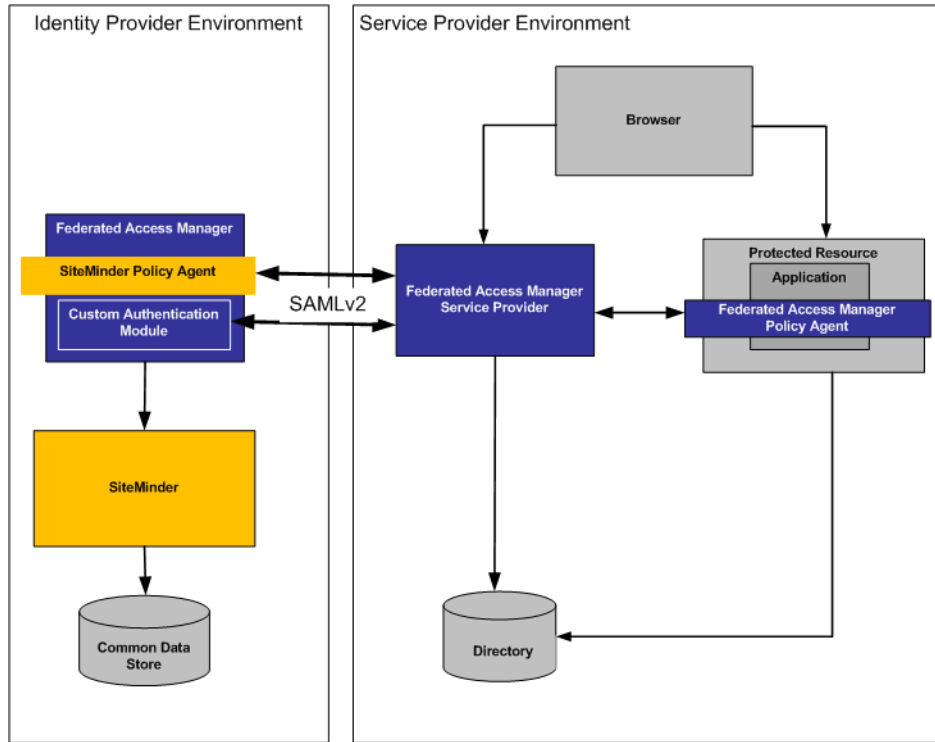 Identity Provider Environment
Service Provider Environment
Browser
Federated Access Manager
SiteMinder Policy Agent
Custom Authentication
Module
SAMLv2
Federated Access Manager
Service Provider
Protected Resource
Application
Federated Access Manager
Policy Agent
SiteMinder
Common Data
Store
Directory